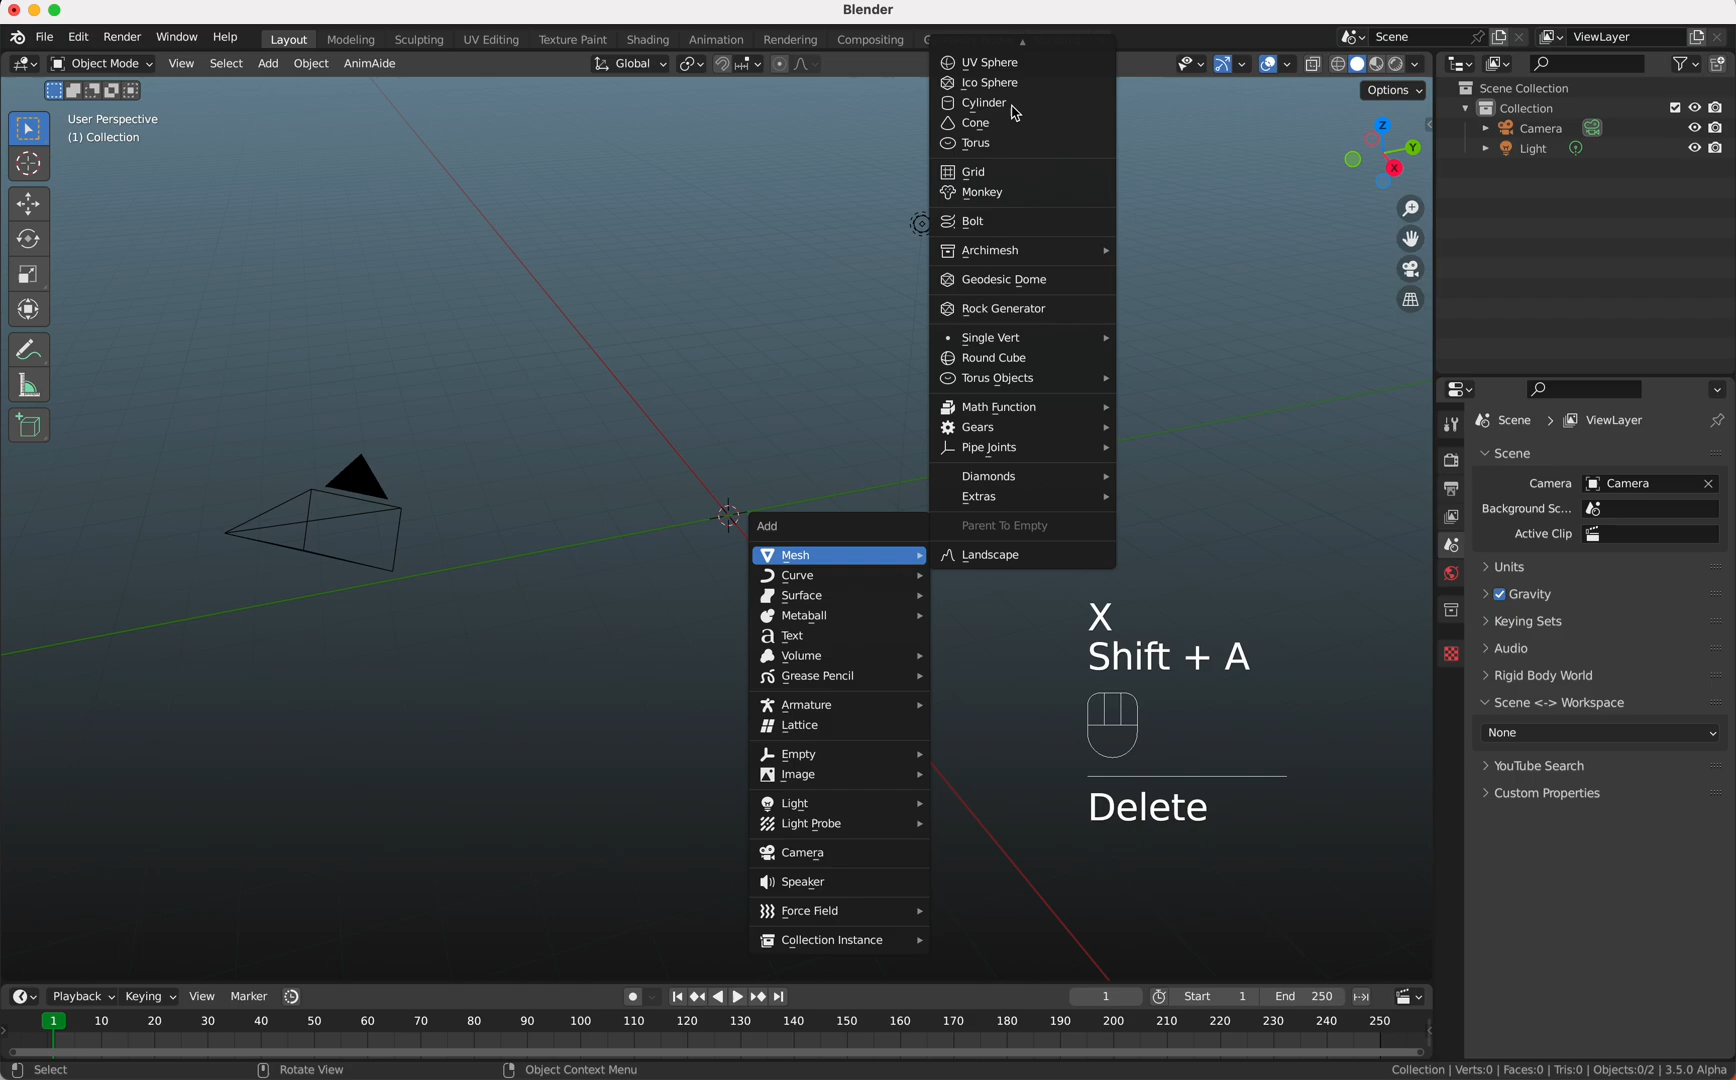 Blender
File Edit Render Window Help Layout Modeling Sculpting UV Editing Texture Paint Shading Animation Rendering Compositing Scene ViewLayer
Object Mode View Select Add Object AnimAide Global
Options
User Perspective
(1) Collection
Z
Y
X
UV Sphere
Ico Sphere
Cylinder
Cone
Torus
Grid
Monkey
Bolt
Archimesh
Geodesic Dome
Rock Generator
Single Vert
Round Cube
Torus Objects
Math Function
Gears
Pipe Joints
Diamonds
Extras
Parent To Empty
Landscape
Add
Mesh
Curve
Surface
Metaball
Text
Volume
Grease Pencil
Armature
Lattice
Empty
Image
Light
Light Probe
Camera
Speaker
Force Field
Collection Instance
X
Shift + A
Delete
Scene Collection
Collection
Camera
Light
Scene > ViewLayer
Scene
Camera Camera
Background Sc...
Active Clip
Units
Gravity
Keying Sets
Audio
Rigid Body World
Scene <-> Workspace
None
YouTube Search
Custom Properties
Playback Keying View Marker 1 Start 1 End 250
1 10 20 30 40 50 60 70 80 90 100 110 120 130 140 150 160 170 180 190 200 210 220 230 240 250
Select Rotate View Object Context Menu Collection | Verts:0 | Faces:0 | Tris:0 | Objects:0/2 | 3.5.0 Alpha